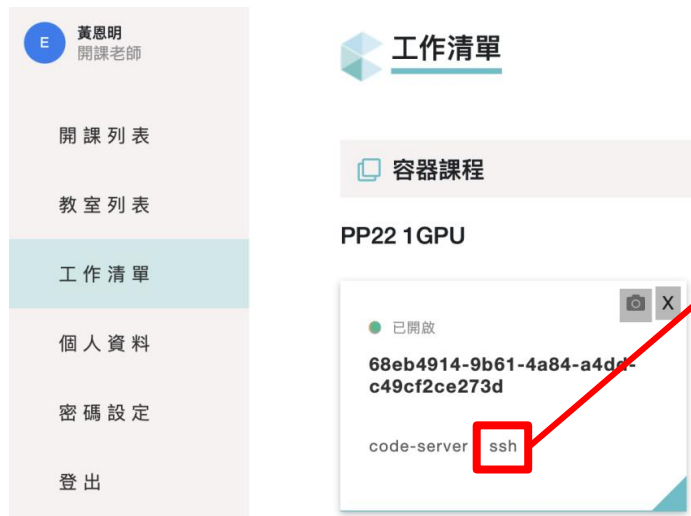 E
黃恩明
開課老師
開課列表
教室列表
工作清單
個人資料
密碼設定
登出
工作清單
容器課程
PP22 1GPU
X
已開啟
68eb4914-9b61-4a84-a4dd-
c49cf2ce273d
code-server ssh